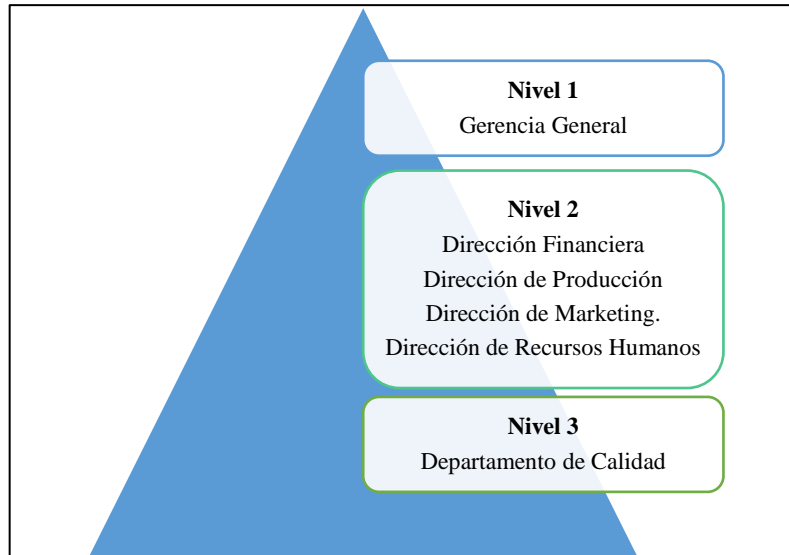 Nivel 1
Gerencia General
Nivel 2
Dirección Financiera
Dirección de Producción
Dirección de Marketing.
Dirección de Recursos Humanos
Nivel 3
Departamento de Calidad